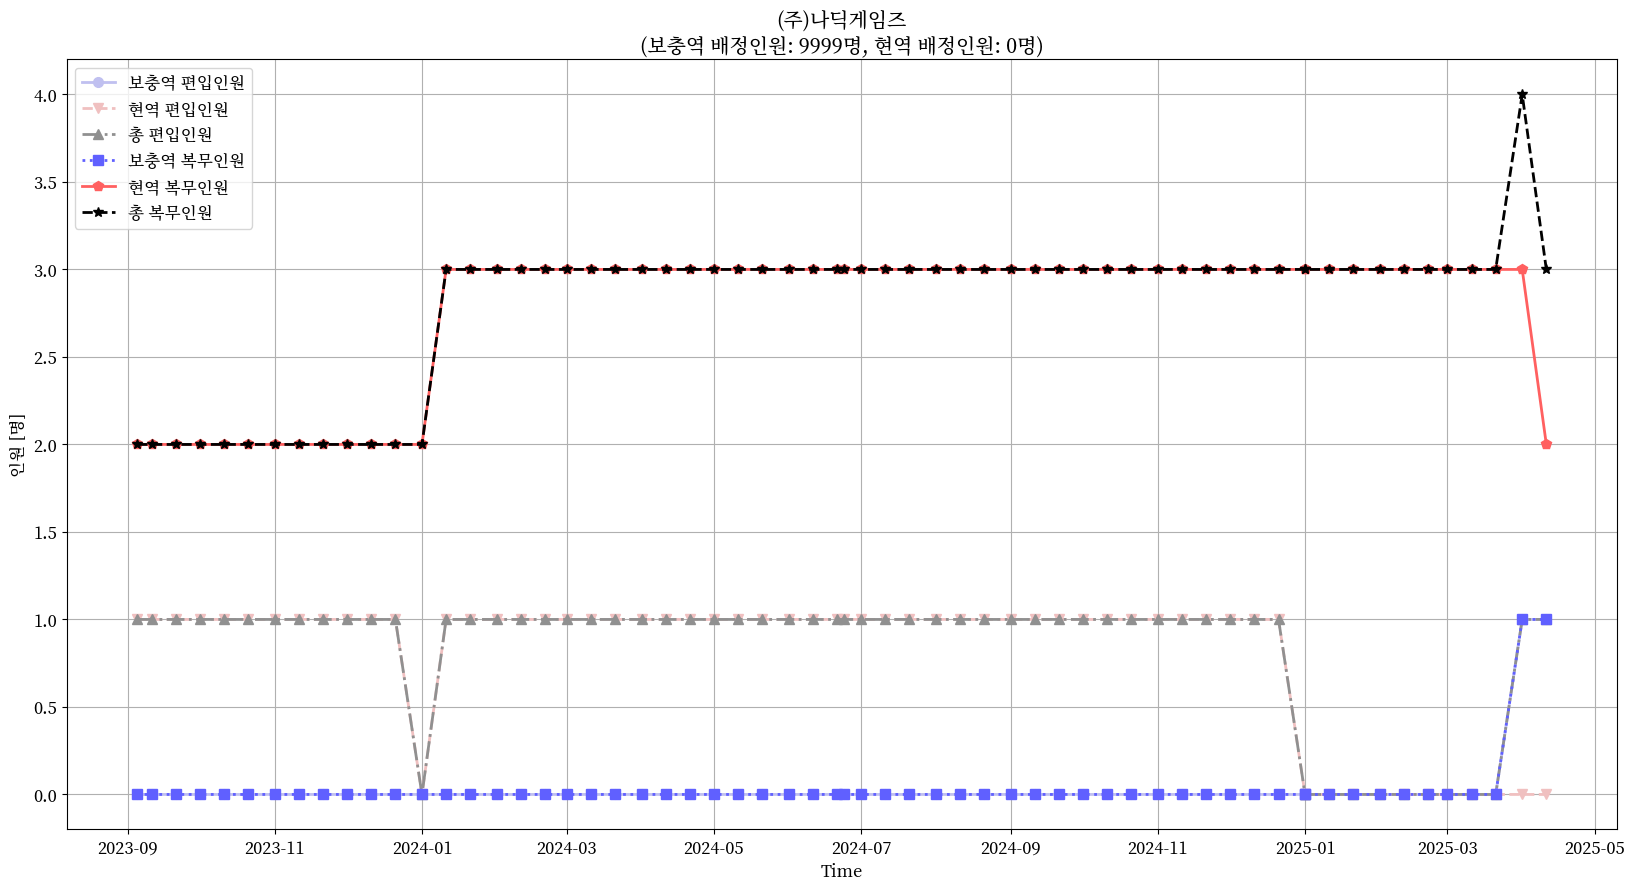 (주)나딕게임즈
(보충역 배정인원: 9999명, 현역 배정인원: 0명)
보충역 편입인원
현역 편입인원
총 편입인원
보충역 복무인원
현역 복무인원
총 복무인원
4.0
3.5
3.0
2.5
2.0
1.5
1.0
0.5
0.0
인원 [명]
2023-09 2023-11 2024-01 2024-03 2024-05 2024-07 2024-09 2024-11 2025-01 2025-03 2025-05
Time